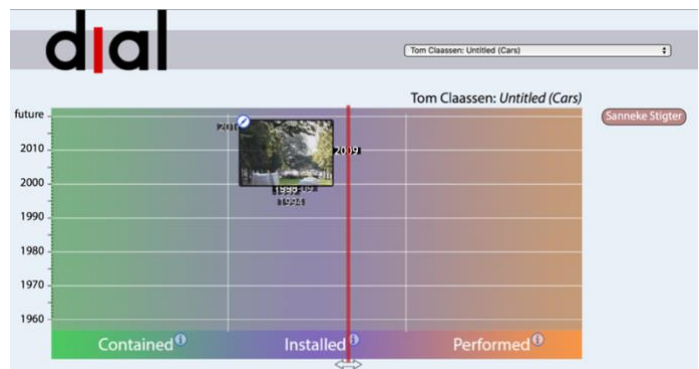 dial
Tom Claassen: Untitled (Cars)
Tom Claassen: Untitled (Cars)
Sanneke Stigter
future
2010
2009
2000
1994
1990
1980
1970
1960
Contained
Installed
Performed